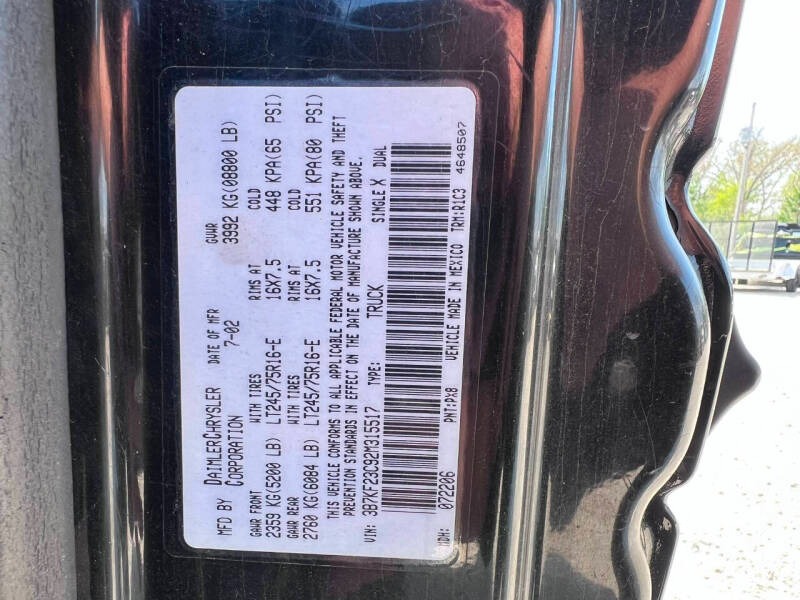 MFD BY DAIMLERCHRYSLER CORPORATION DATE OF MFR 7-02 GVWR 3992 KG(08800 LB)
GAWR FRONT WITH TIRES RIMS AT COLD
2359 KG(5200 LB) LT245/75R16-E 16X7.5 448 KPA(65 PSI)
GAWR REAR WITH TIRES RIMS AT COLD
2760 KG(6084 LB) LT245/75R16-E 16X7.5 551 KPA(80 PSI)
THIS VEHICLE CONFORMS TO ALL APPLICABLE FEDERAL MOTOR VEHICLE SAFETY AND THEFT
PREVENTION STANDARDS IN EFFECT ON THE DATE OF MANUFACTURE SHOWN ABOVE.
VIN: 3B7KF23C92M315517 TYPE: TRUCK SINGLE X DUAL
MDH: 072206 PNT:PX8 VEHICLE MADE IN MEXICO TRM:R1C3 4648507